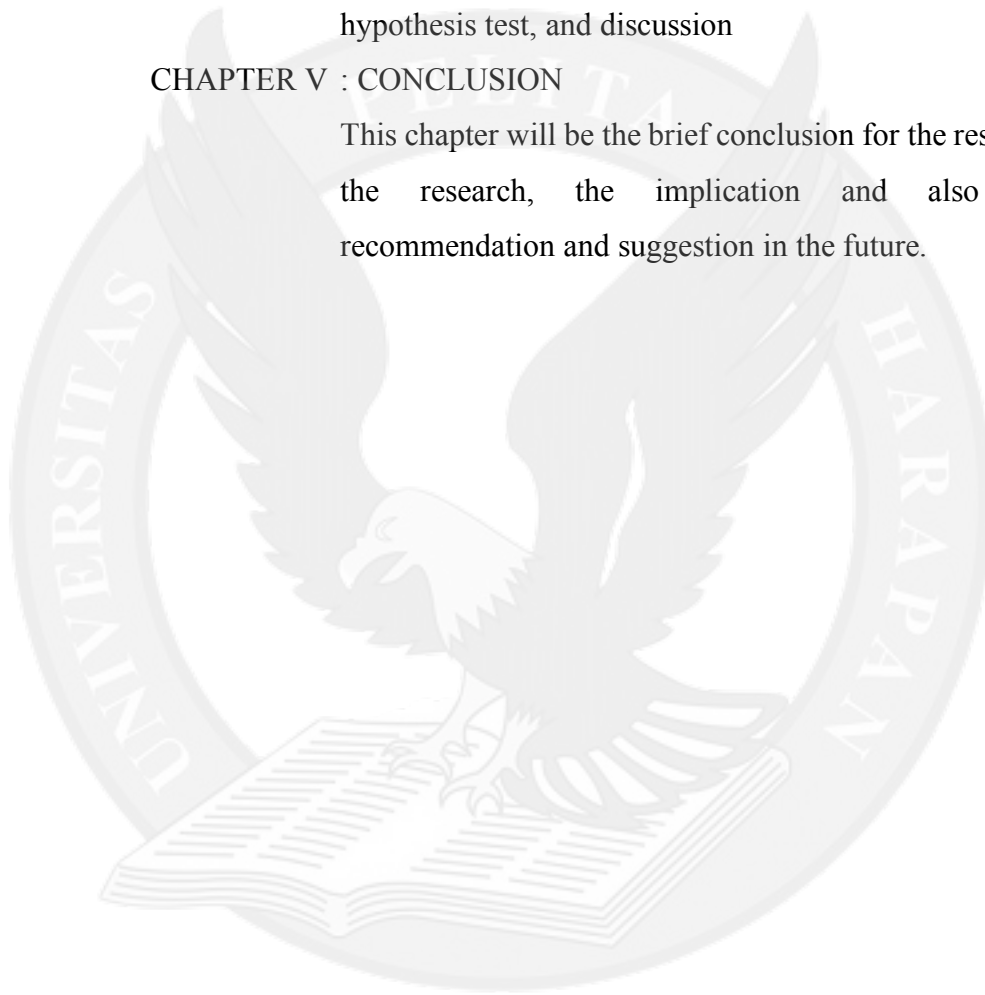 hypothesis test, and discussion
CHAPTER V : CONCLUSION
This chapter will be the brief conclusion for the
the research, the implication and also
recommendation and suggestion in the future.
UNIVERSITAS PELITA HARAPAN